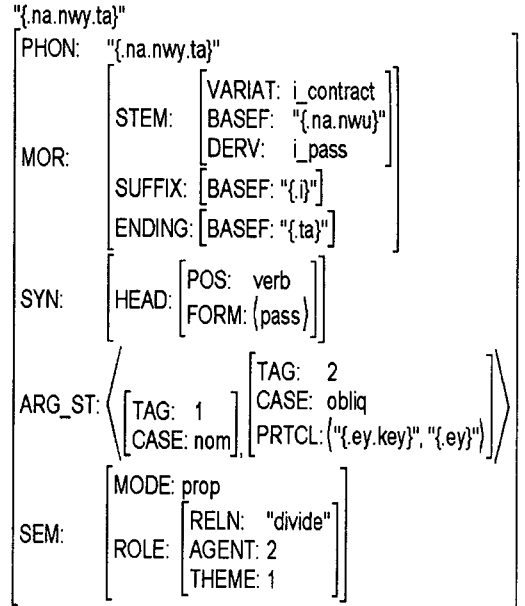 "{.na.nwy.ta}"
PHON: "{.na.nwy.ta}"
MOR:
STEM:
VARIAT: i_contract
BASEF: "{.na.nwu}"
DERV: i_pass
SUFFIX: [BASEF: "{.i}"]
ENDING: [BASEF: "{.ta}"]
SYN:
HEAD:
POS: verb
FORM: (pass)
ARG_ST:
TAG: 1
CASE: nom
,
TAG: 2
CASE: obliq
PRTCL: ("{.ey.key}", "{.ey}")
SEM:
MODE: prop
ROLE:
RELN: "divide"
AGENT: 2
THEME: 1